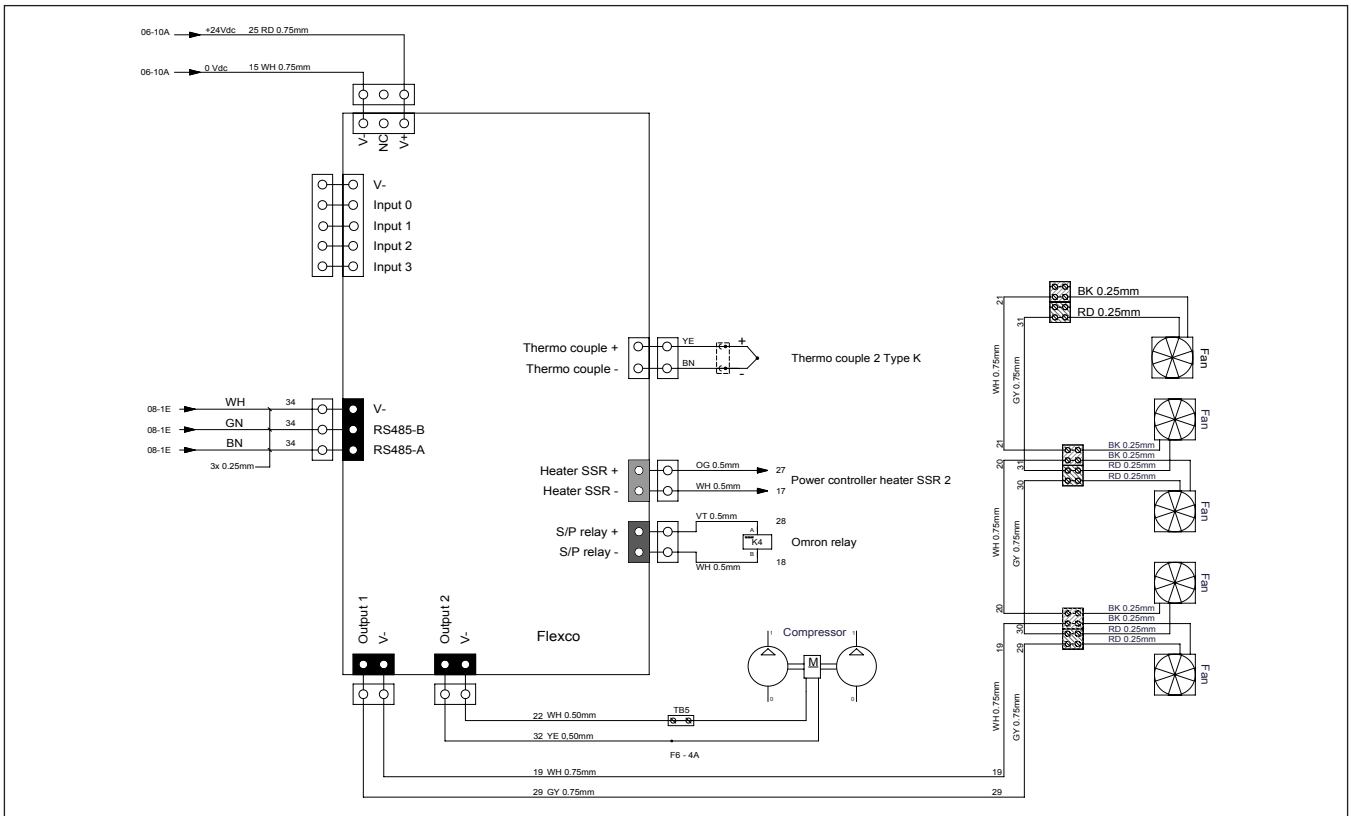 06-10A +24Vdc 25 RD 0.75mm
06-10A 0 Vdc 15 WH 0.75mm
V-
NC
V+
V-
Input 0
Input 1
Input 2
Input 3
Thermo couple +
Thermo couple -
YE
BN
+
-
Thermo couple 2 Type K
08-1E WH 34 V-
08-1E GN 34 RS485-B
08-1E BN 34 RS485-A
3x 0.25mm
Heater SSR +
Heater SSR -
OG 0.5mm 27
WH 0.5mm 17
Power controller heater SSR 2
S/P relay +
S/P relay -
VT 0.5mm 28
A
K4
B
WH 0.5mm 18
Omron relay
Output 1
V-
Output 2
V-
Flexco
Compressor
1
1
M
0
0
22 WH 0.50mm
TB5
32 YE 0,50mm
F6 - 4A
19 WH 0.75mm 19
29 GY 0.75mm 29
21
BK 0.25mm
31
RD 0.25mm
Fan
WH 0.75mm
GY 0.75mm
Fan
21
BK 0.25mm
20
BK 0.25mm
31
RD 0.25mm
30
RD 0.25mm
Fan
WH 0.75mm
GY 0.75mm
Fan
20
BK 0.25mm
30
BK 0.25mm
19
RD 0.25mm
29
RD 0.25mm
Fan
WH 0.75mm
GY 0.75mm